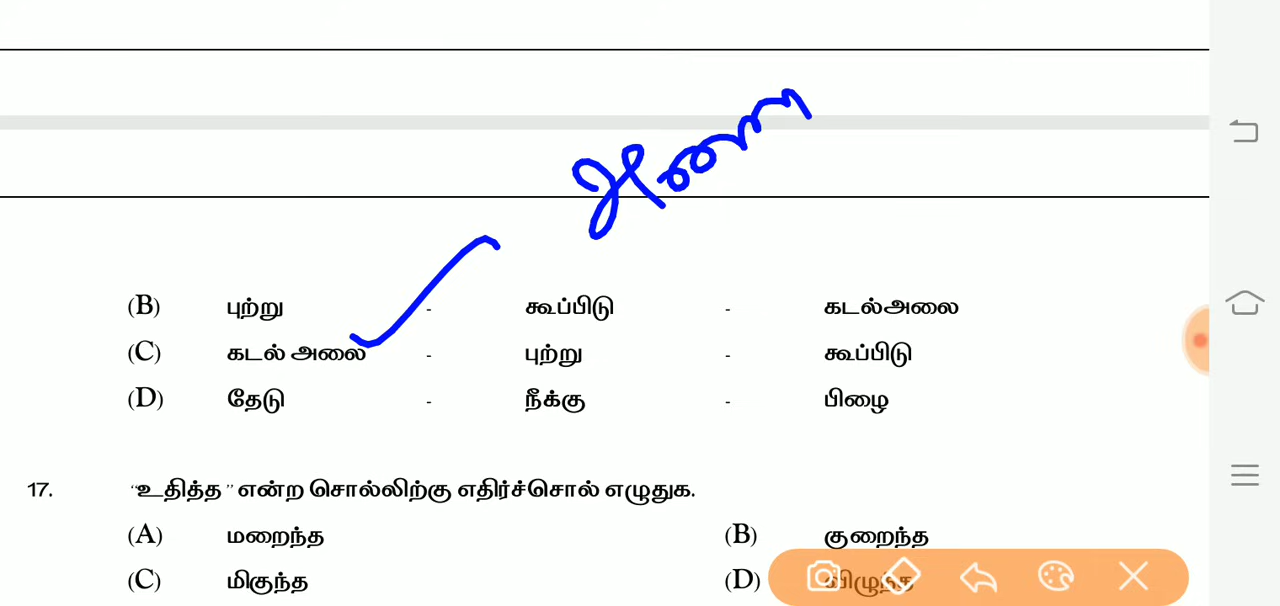 (B) புற்று - கூப்பிடு - கடல்அலை
(C) கடல் அலை - புற்று - கூப்பிடு
(D) தேடு - நீக்கு - பிழை
17. “உதித்த” என்ற சொல்லிற்கு எதிர்ச்சொல் எழுதுக.
(A) மறைந்த (B) குறைந்த
(C) மிகுந்த (D) விழுந்த